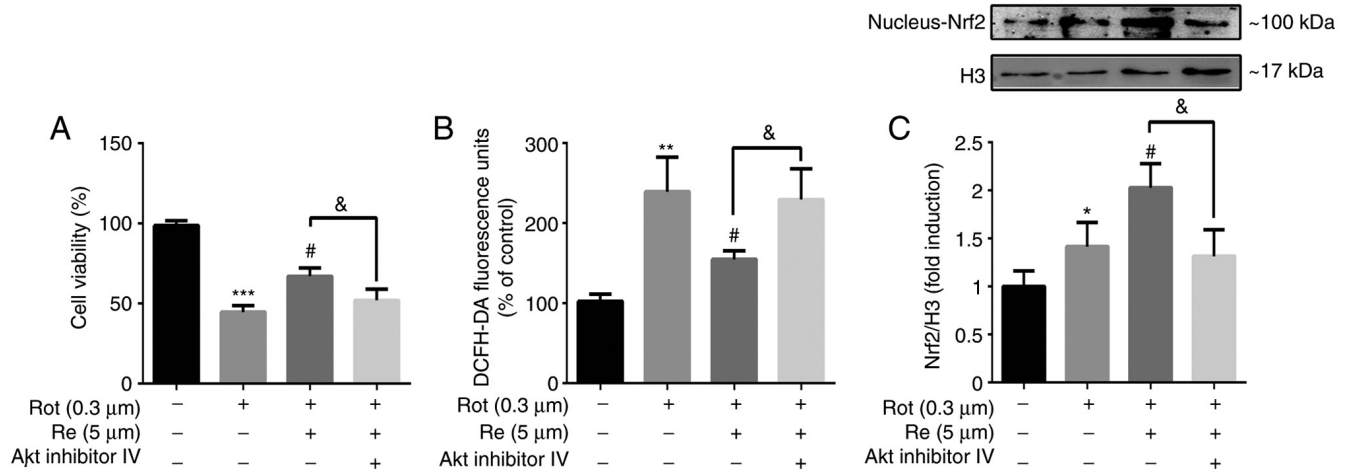 Nucleus-Nrf2 ~100 kDa
H3 ~17 kDa
A
Cell viability (%)
150
100
50
0
***
#
&
Rot (0.3 μm) – + + +
Re (5 μm) – – + +
Akt inhibitor IV – – – +
B
DCFH-DA fluorescence units
(% of control)
300
200
100
0
**
#
&
Rot (0.3 μm) – + + +
Re (5 μm) – – + +
Akt inhibitor IV – – – +
C
Nrf2/H3 (fold induction)
2.5
2
1.5
1
0.5
0
*
#
&
Rot (0.3 μm) – + + +
Re (5 μm) – – + +
Akt inhibitor IV – – – +